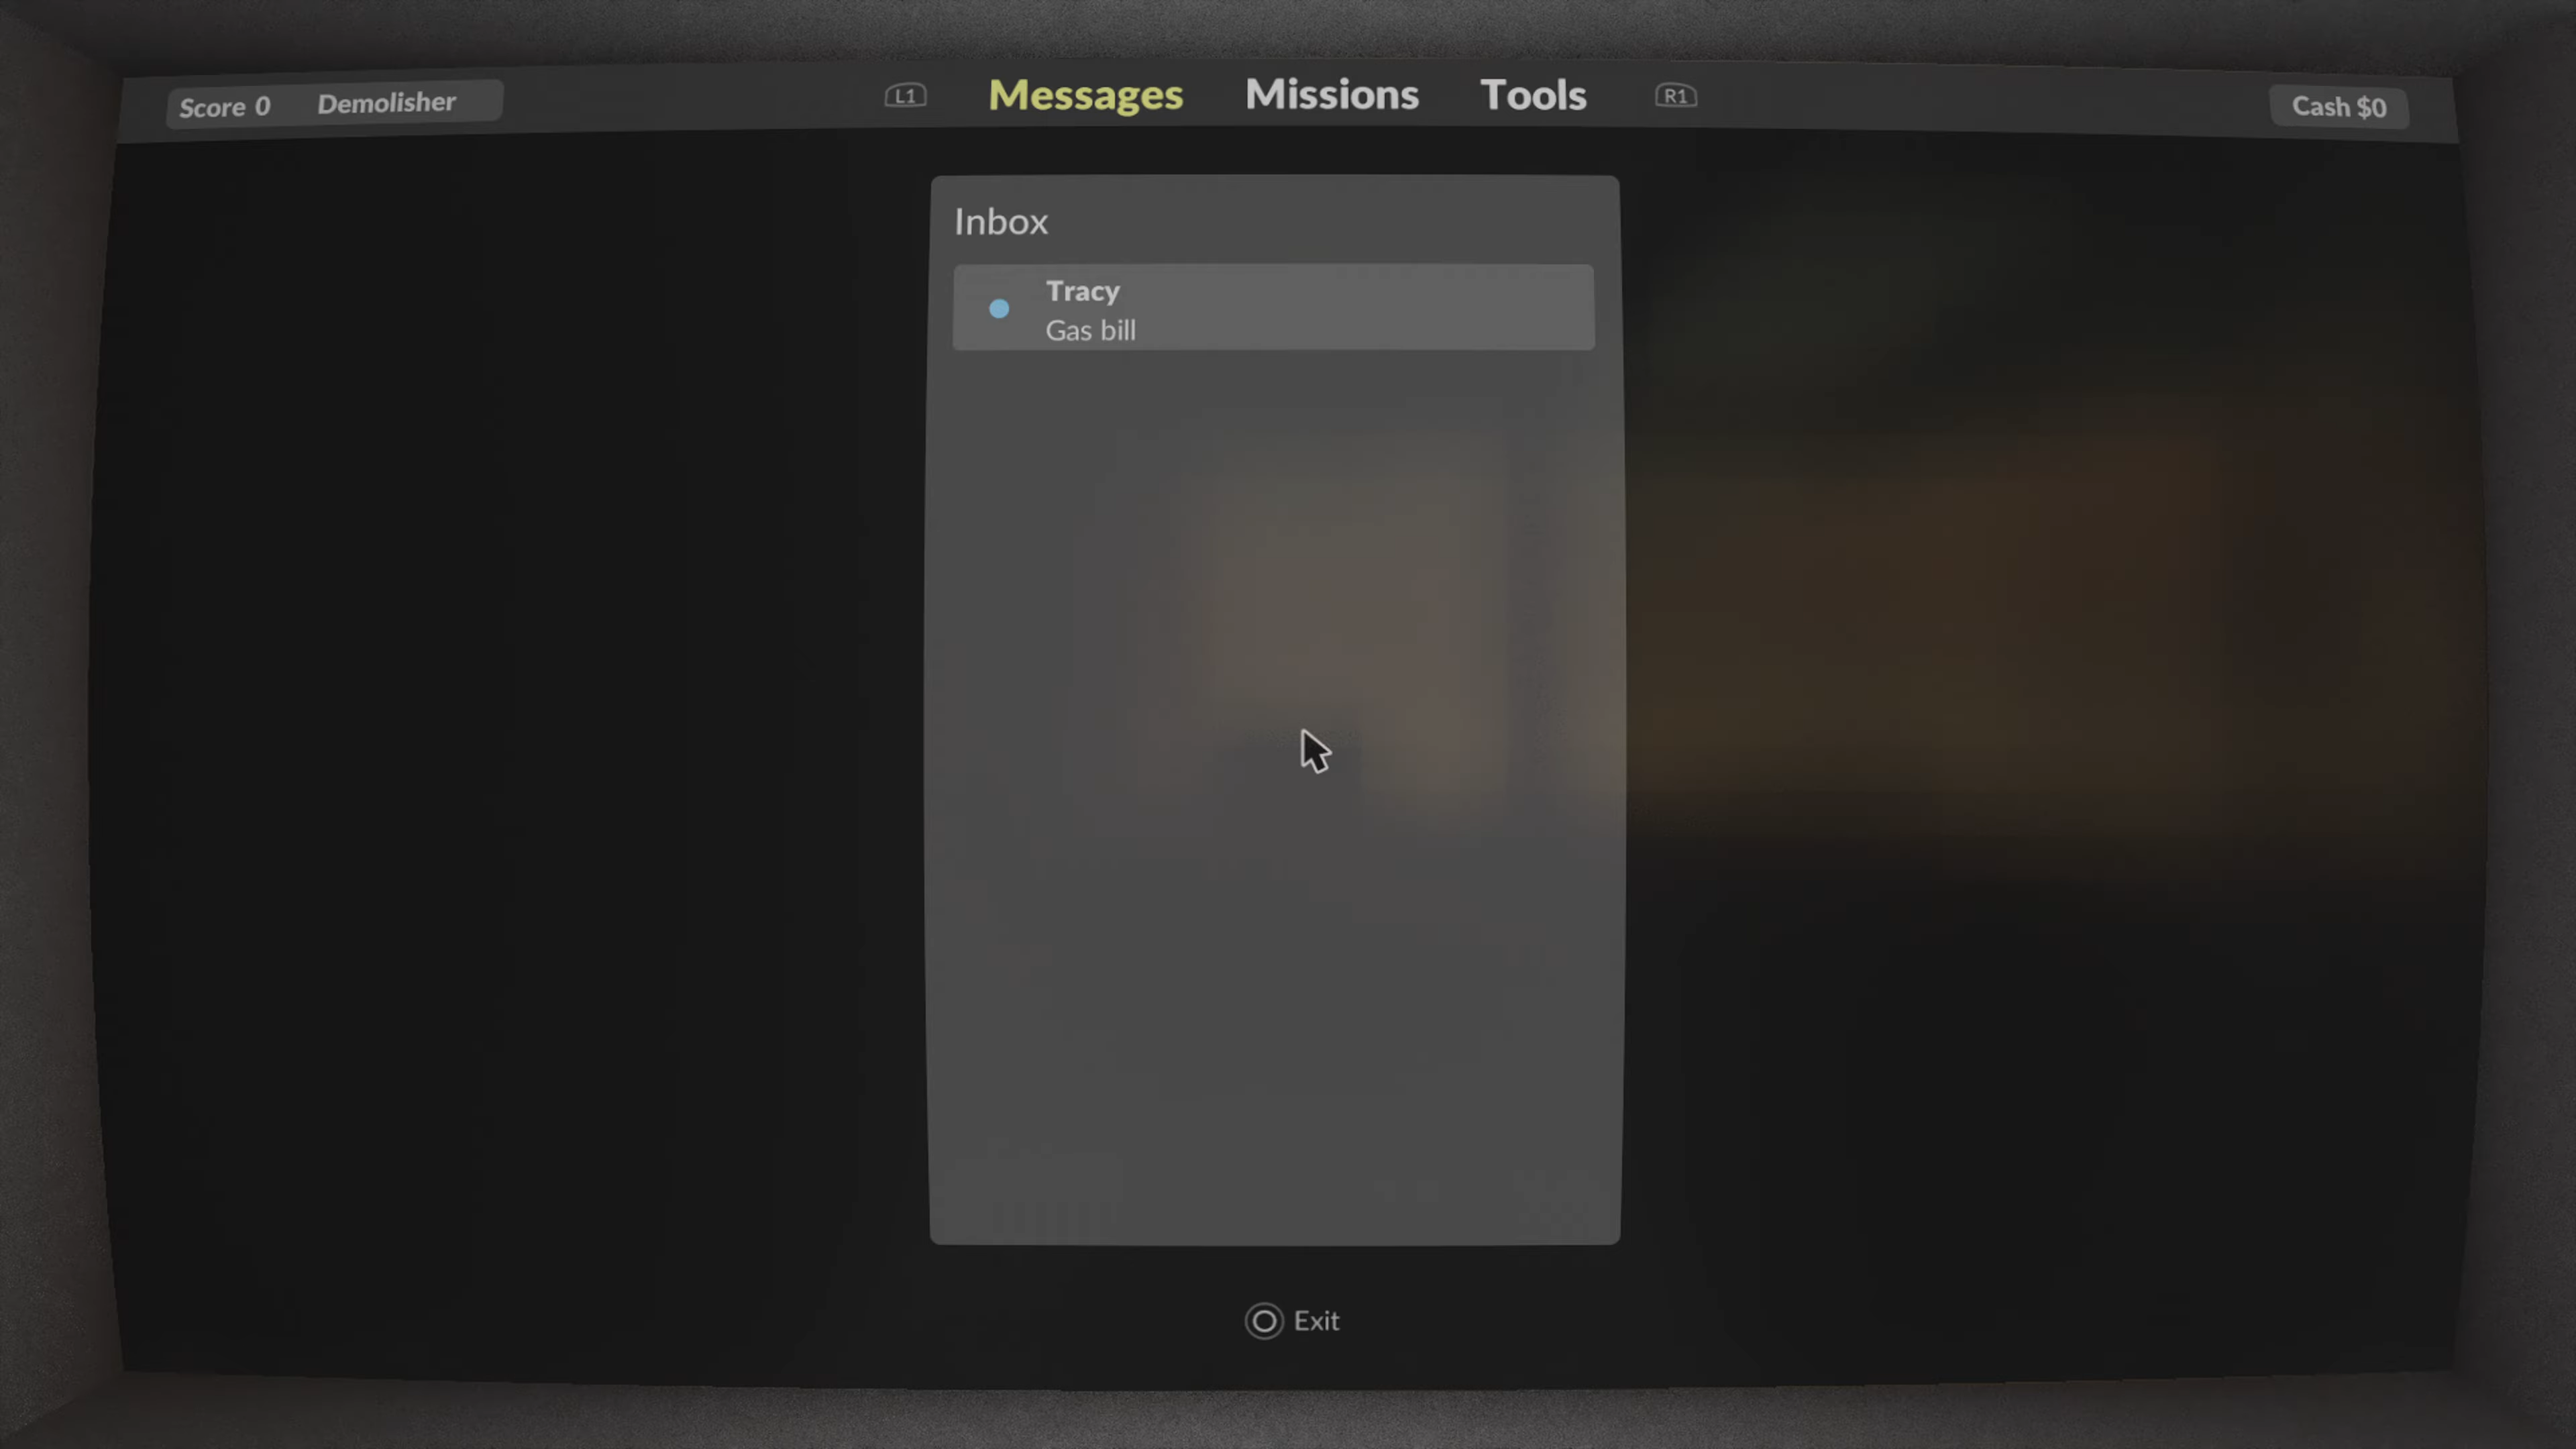 Score 0 Demolisher
L1 Messages Missions Tools R1
Cash $0
Inbox
Tracy
Gas bill
Exit